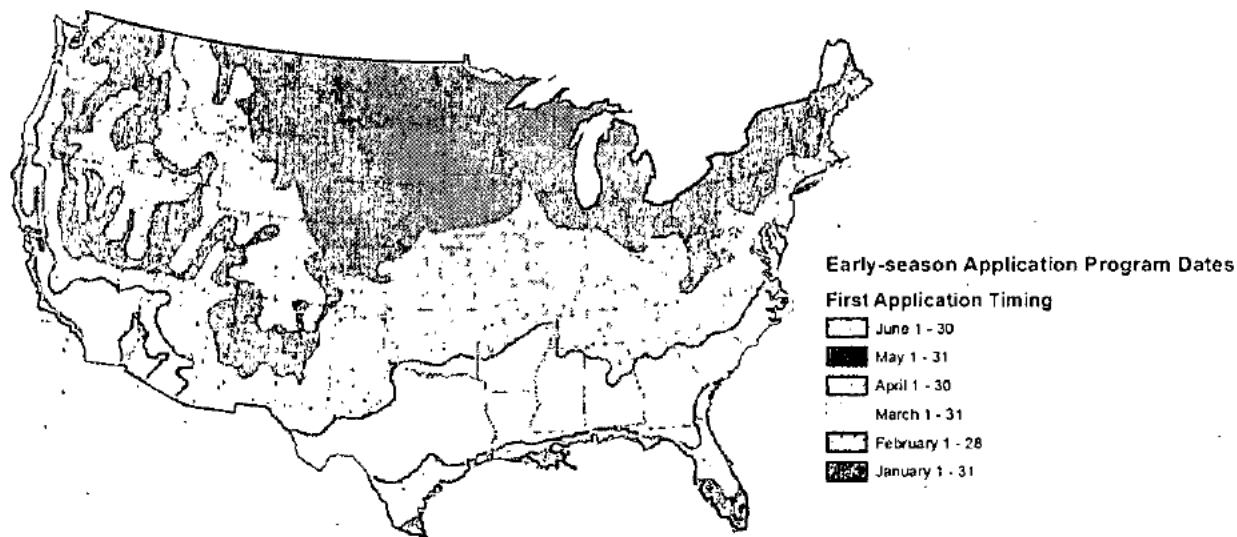 Early-season Application Program Dates
First Application Timing
June 1 - 30
May 1 - 31
April 1 - 30
March 1 - 31
February 1 - 28
January 1 - 31